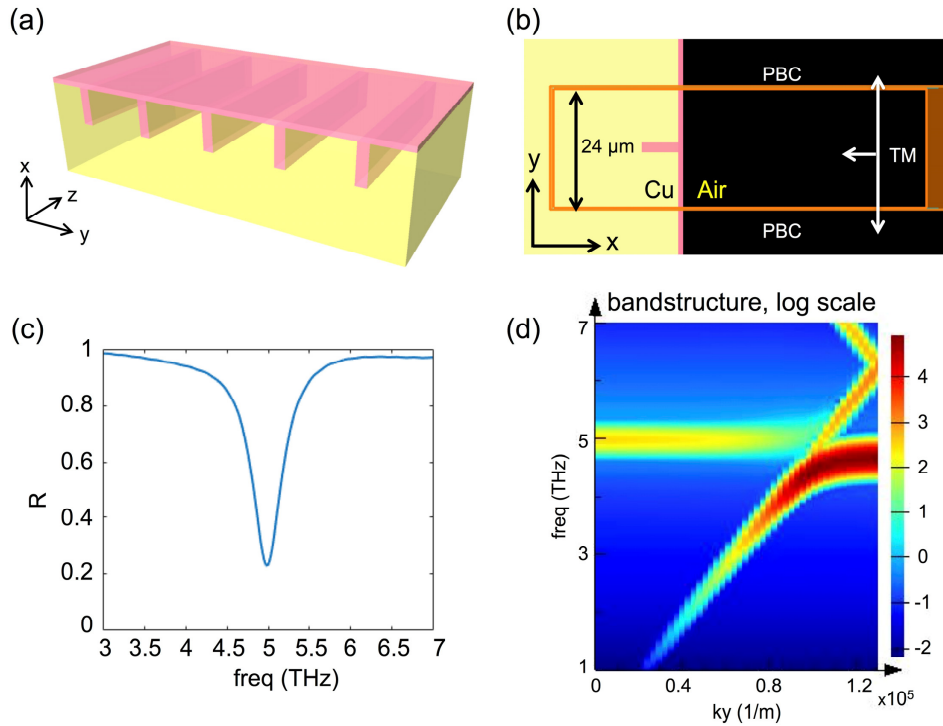 (a)
x
z
y
(b)
PBC
24 μm
TM
y
Cu Air
x
PBC
(c)
1
0.8
0.6
R
0.4
0.2
0
3 3.5 4 4.5 5 5.5 6 6.5 7
freq (THz)
(d)
bandstructure, log scale
7
5
freq (THz)
3
1
0 0.4 0.8 1.2
x10⁵
ky (1/m)
4
3
2
1
0
-1
-2